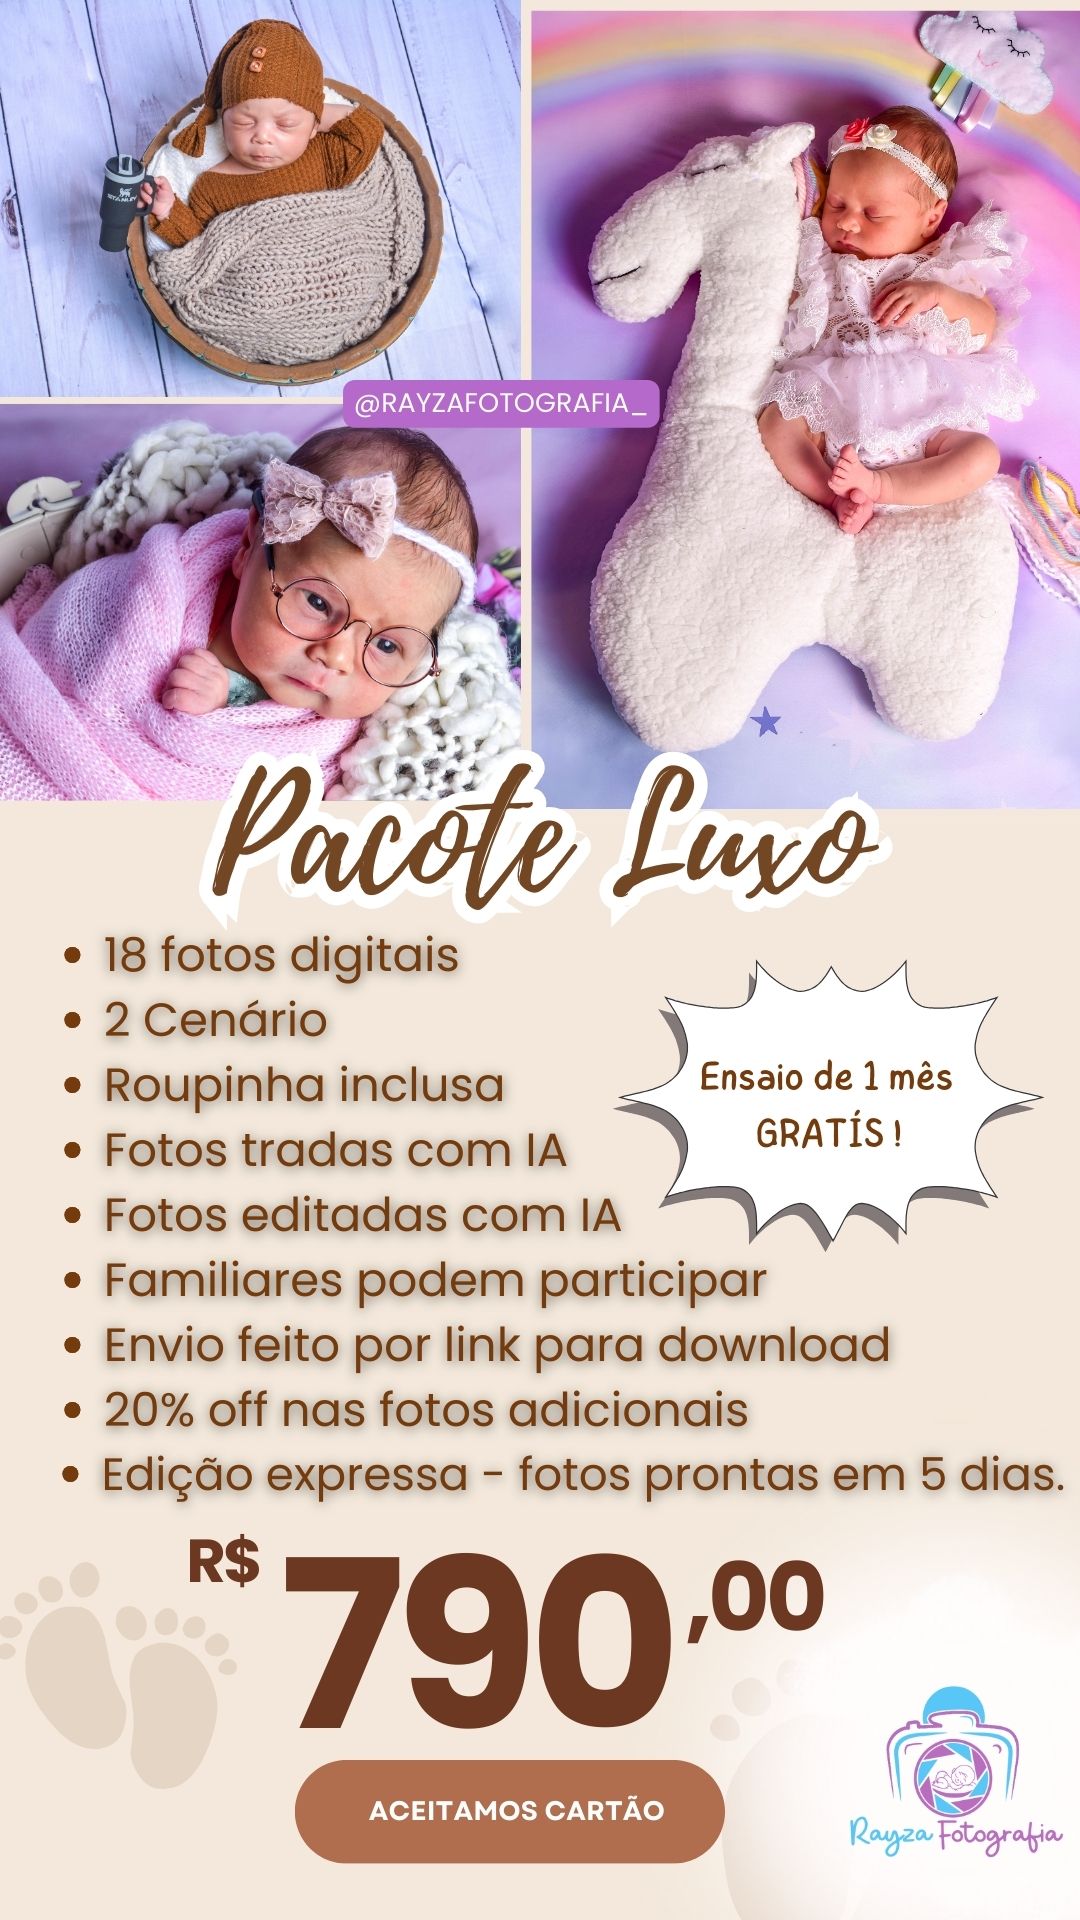 STANLEY
@RAYZAFOTOGRAFIA_
Pacote Luxo
• 18 fotos digitais
• 2 Cenário
• Roupinha inclusa
• Fotos tradas com IA
• Fotos editadas com IA
• Familiares podem participar
• Envio feito por link para download
• 20% off nas fotos adicionais
• Edição expressa - fotos prontas em 5 dias.
Ensaio de 1 mês
GRATÍS !
R$ 790,00
ACEITAMOS CARTÃO
Rayza Fotografia